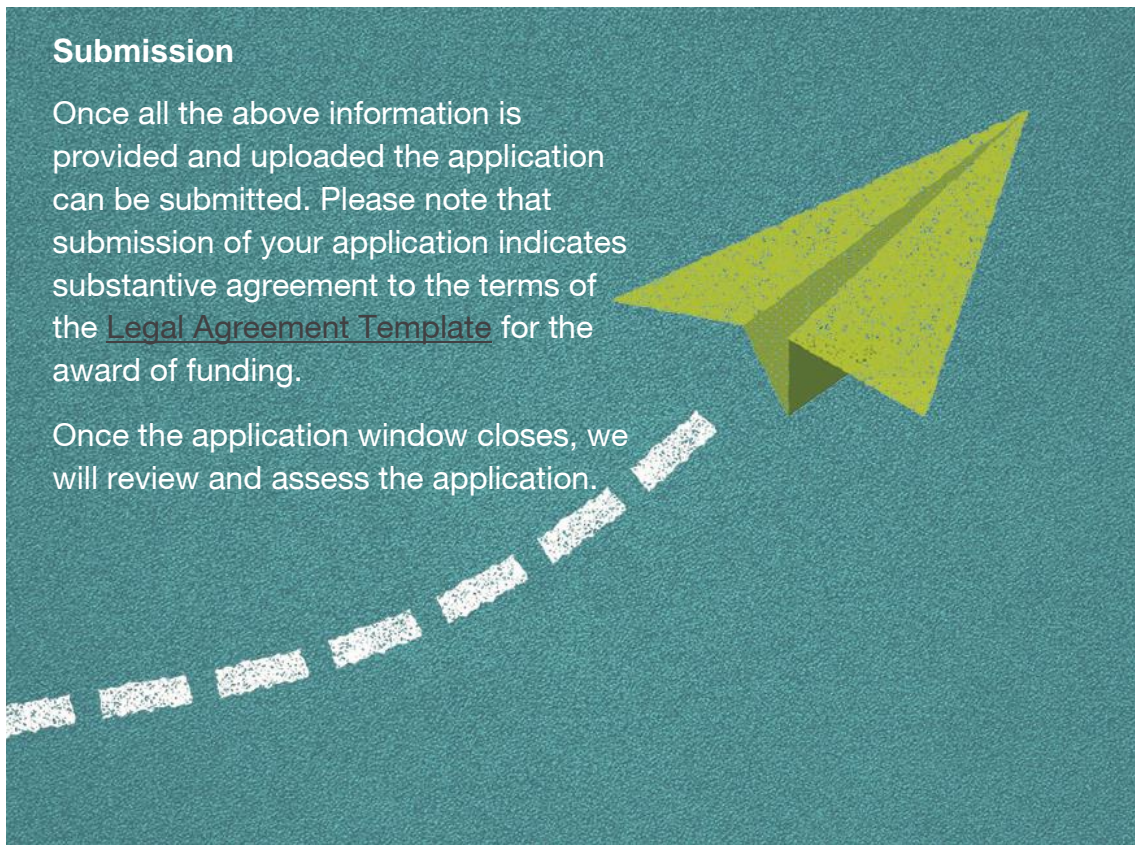 Submission
Once all the above information is
provided and uploaded the application
can be submitted. Please note that
submission of your application indicates
substantive agreement to the terms of
the Legal Agreement Template for the
award of funding.
Once the application window closes, we
will review and assess the application.